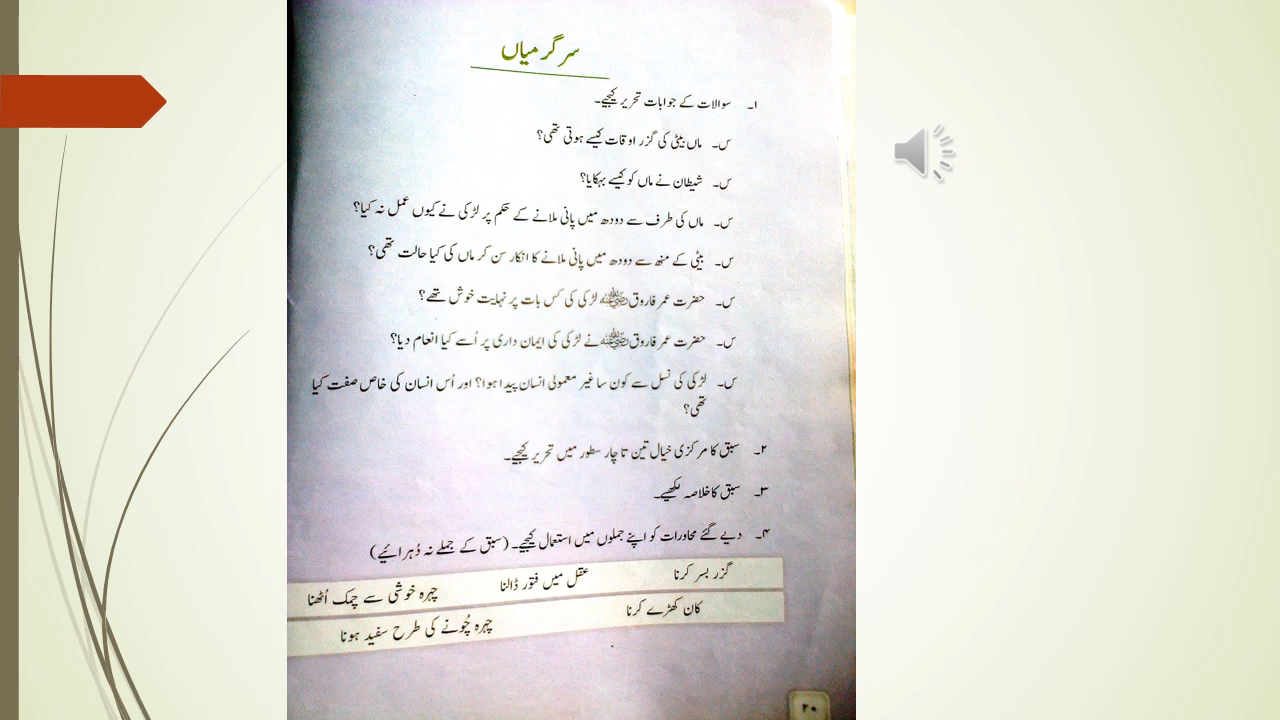 سرگرمیاں
۱۔ سوالات کے جوابات تحریر کیجیے۔
س۔ ماں بیٹی کی گزر اوقات کیسے ہوتی تھی؟
س۔ شیطان نے ماں کو کیسے بہکایا؟
س۔ ماں کی طرف سے دودھ میں پانی ملانے کے حکم پر لڑکی نے کیوں عمل نہ کیا؟
س۔ بیٹی کے منھ سے دودھ میں پانی ملانے کا انکار سن کر ماں کی کیا حالت تھی؟
س۔ حضرت عمر فاروق رضی اللہ عنہ لڑکی کی کس بات پر نہایت خوش تھے؟
س۔ حضرت عمر فاروق رضی اللہ عنہ نے لڑکی کی ایمان داری پر اُسے کیا انعام دیا؟
س۔ لڑکی کی نسل سے کون سا غیر معمولی انسان پیدا ہوا؟ اور اُس انسان کی خاص صفت کیا
تھی؟
۲۔ سبق کا مرکزی خیال تین تا چار سطور میں تحریر کیجیے۔
۳۔ سبق کا خلاصہ لکھیے۔
۴۔ دیے گئے محاورات کو اپنے جملوں میں استعمال کیجیے۔ (سبق کے جملے نہ دُہرائیے)
گزر بسر کرنا عقل میں فتور ڈالنا چہرہ خوشی سے چمک اُٹھنا
کان کھڑے کرنا چہرہ چُونے کی طرح سفید ہونا
۲۰